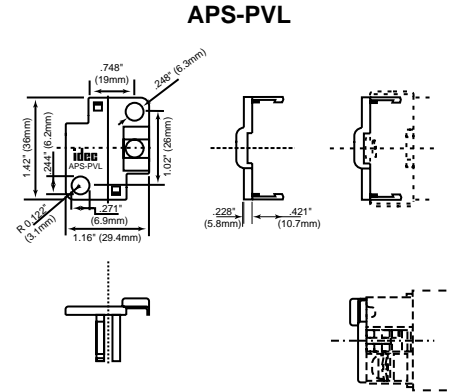 APS-PVL
.748"
(19mm)
.248" (6.3m)
1.42" (36mm)
.244" (6.2mm)
idec
APS-PVL
1.02" (26mm)
R 0.122"
(3.1mm)
.271"
(6.9mm)
1.16" (29.4mm)
.228"
(5.8mm)
.421"
(10.7mm)